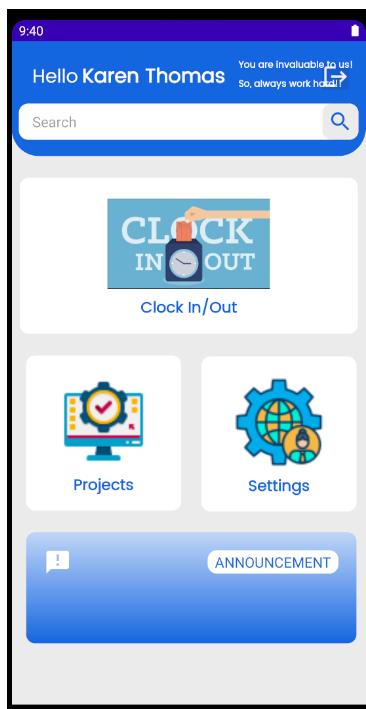 9:40
Hello Karen Thomas
You are invaluable to us!
So, always work hard!!
Search
CLOCK
IN OUT
Clock In/Out
Projects
Settings
ANNOUNCEMENT